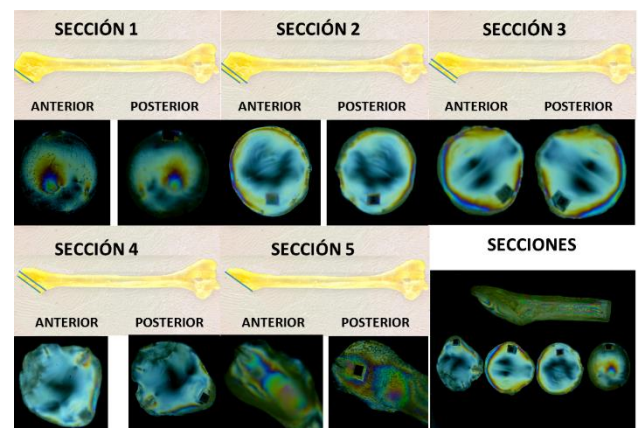 SECCIÓN 1
SECCIÓN 2
SECCIÓN 3
ANTERIOR
POSTERIOR
ANTERIOR
POSTERIOR
ANTERIOR
POSTERIOR
SECCIÓN 4
SECCIÓN 5
SECCIONES
ANTERIOR
POSTERIOR
ANTERIOR
POSTERIOR